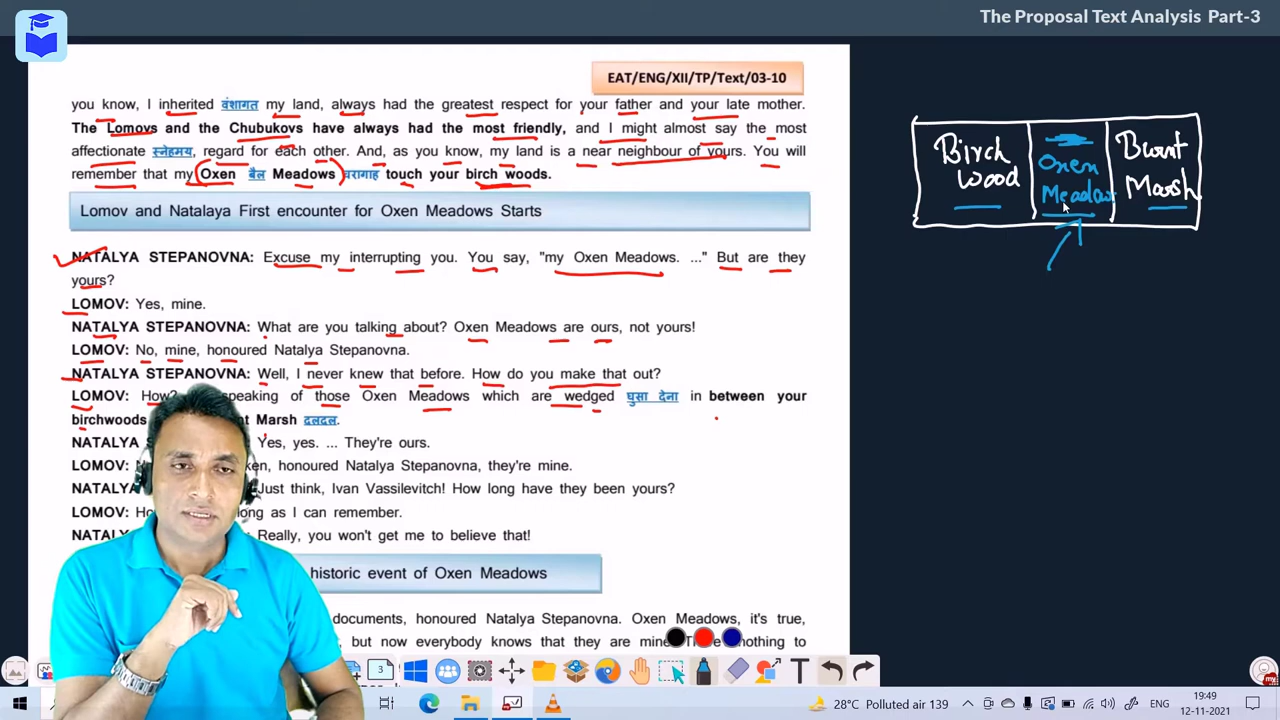 The Proposal Text Analysis Part-3
EAT/ENG/XII/TP/Text/03-10
you know, I inherited वंशागत my land, always had the greatest respect for your father and your late mother.
The Lomovs and the Chubukovs have always had the most friendly, and I might almost say the most
affectionate स्नेहमय, regard for each other. And, as you know, my land is a near neighbour of yours. You will
remember that my Oxen बैल Meadows चरागाह touch your birch woods.
Lomov and Natalaya First encounter for Oxen Meadows Starts
NATALYA STEPANOVNA: Excuse my interrupting you. You say, "my Oxen Meadows. ..." But are they
yours?
LOMOV: Yes, mine.
NATALYA STEPANOVNA: What are you talking about? Oxen Meadows are ours, not yours!
LOMOV: No, mine, honoured Natalya Stepanovna.
NATALYA STEPANOVNA: Well, I never knew that before. How do you make that out?
LOMOV: How? speaking of those Oxen Meadows which are wedged घुसा देना in between your
birchwoods Marsh दलदल.
NATALYA Yes, yes. ... They're ours.
LOMOV: honoured Natalya Stepanovna, they're mine.
NATALYA Just think, Ivan Vassilevitch! How long have they been yours?
LOMOV: long as I can remember.
NATALYA Really, you won't get me to believe that!
historic event of Oxen Meadows
documents, honoured Natalya Stepanovna. Oxen Meadows, it's true,
but now everybody knows that they are mine. nothing to
Birch wood
Oxen Meadow
Burnt Marsh
3
T
28°C Polluted air 139
ENG
19:49
12-11-2021